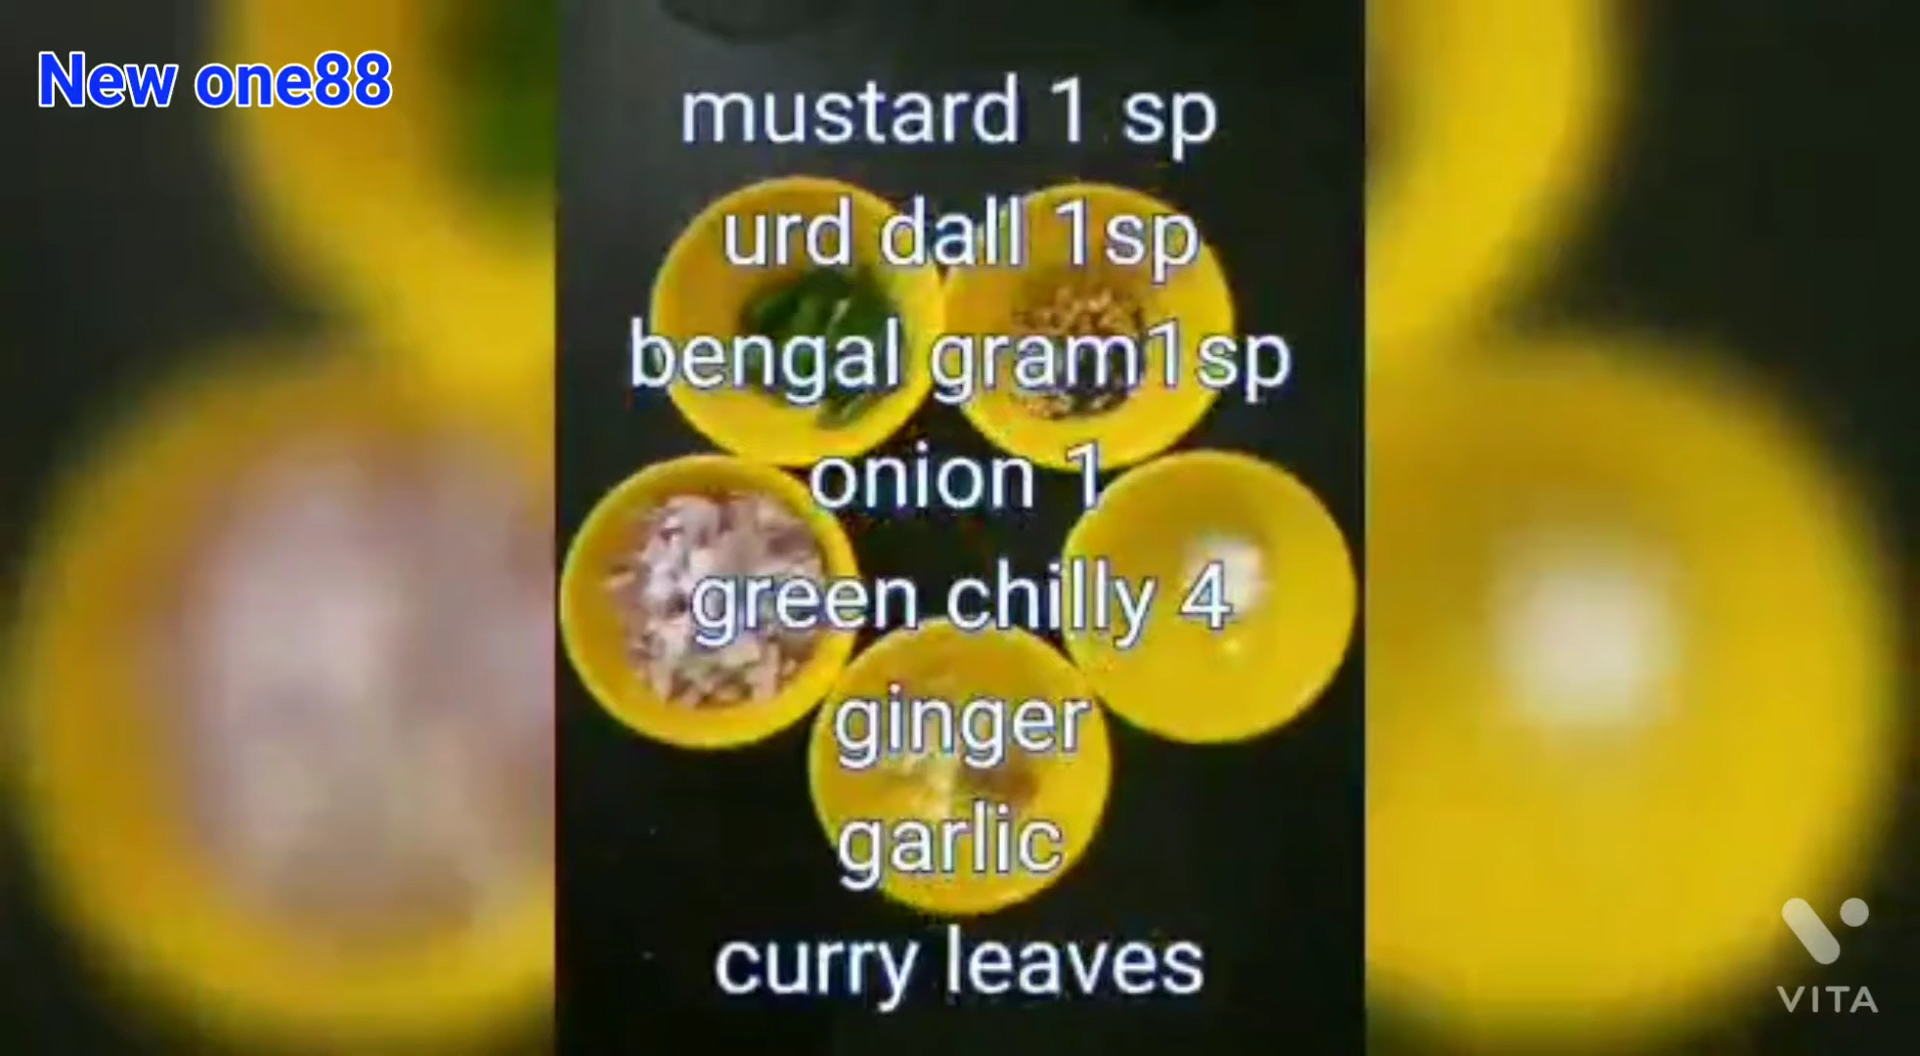 New one88
mustard 1 sp
urd dall 1sp
bengal gram1sp
onion 1
green chilly 4
ginger
garlic
curry leaves
VITA